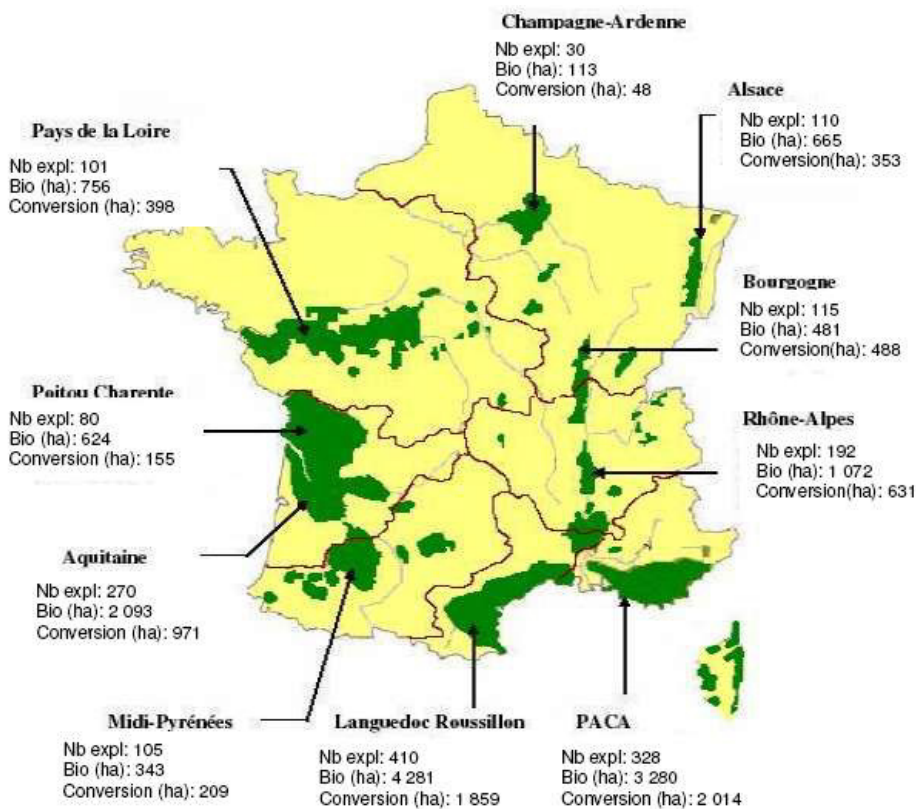 Champagne-Ardenne
Nb expl: 30
Bio (ha): 113
Conversion (ha): 48
Alsace
Nb expl: 110
Bio (ha): 665
Conversion(ha): 353
Pays de la Loire
Nb expl: 101
Bio (ha): 756
Conversion (ha): 398
Bourgogne
Nb expl: 115
Bio (ha): 481
Conversion(ha): 488
Poitou Charente
Nb expl: 80
Bio (ha): 624
Conversion (ha): 155
Rhône-Alpes
Nb expl: 192
Bio (ha): 1 072
Conversion(ha): 631
Aquitaine
Nb expl: 270
Bio (ha): 2 093
Conversion (ha): 971
Midi-Pyrénées
Nb expl: 105
Bio (ha): 343
Conversion (ha): 209
Languedoc Roussillon
Nb expl: 410
Bio (ha): 4 281
Conversion (ha): 1 859
PACA
Nb expl: 328
Bio (ha): 3 280
Conversion (ha): 2 014